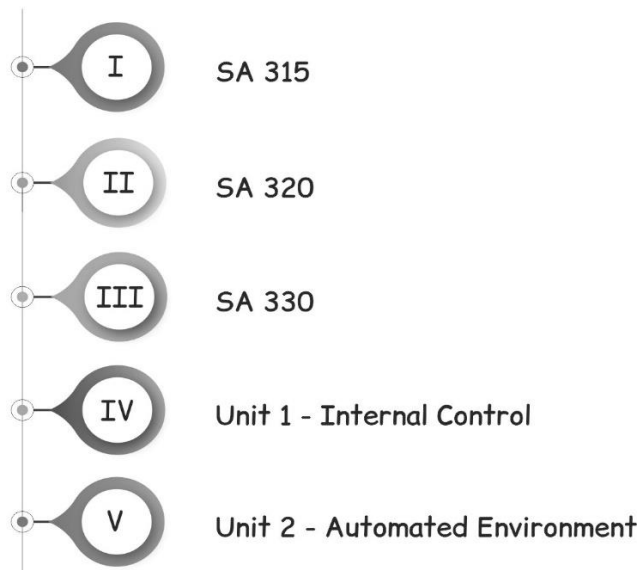 I SA 315
II SA 320
III SA 330
IV Unit 1 - Internal Control
V Unit 2 - Automated Environment